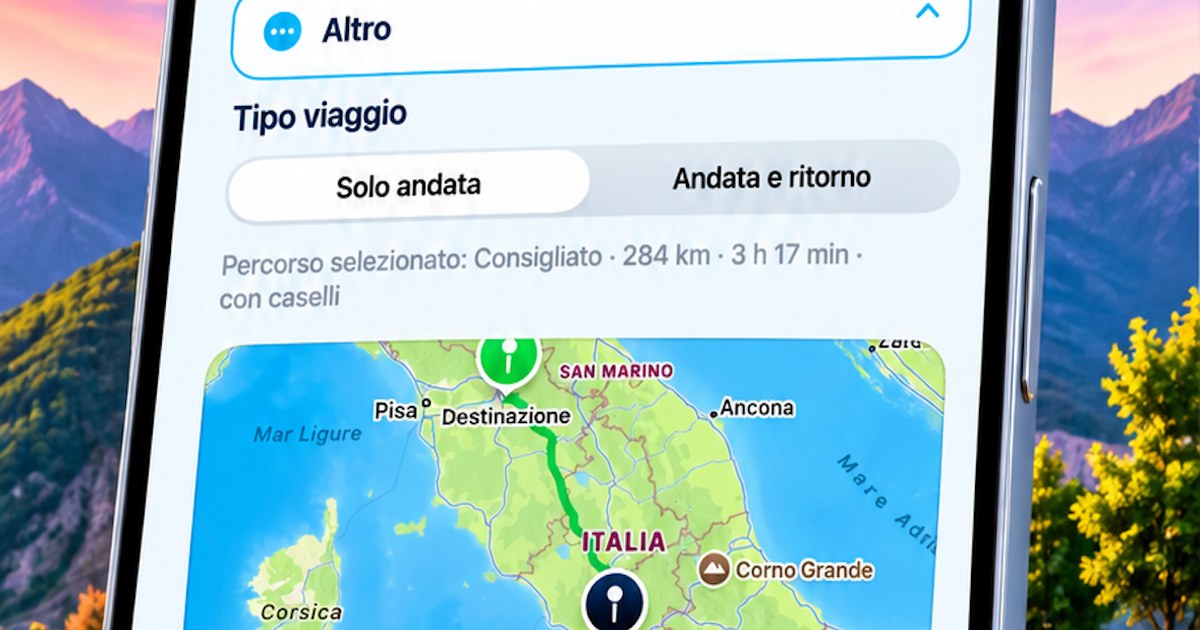 Altro
Tipo viaggio
Solo andata
Andata e ritorno
Percorso selezionato: Consigliato · 284 km · 3 h 17 min ·
con caselli
SAN MARINO
Pisa
Destinazione
Ancona
Mar Ligure
Mare Adri
ITALIA
Corno Grande
Corsica